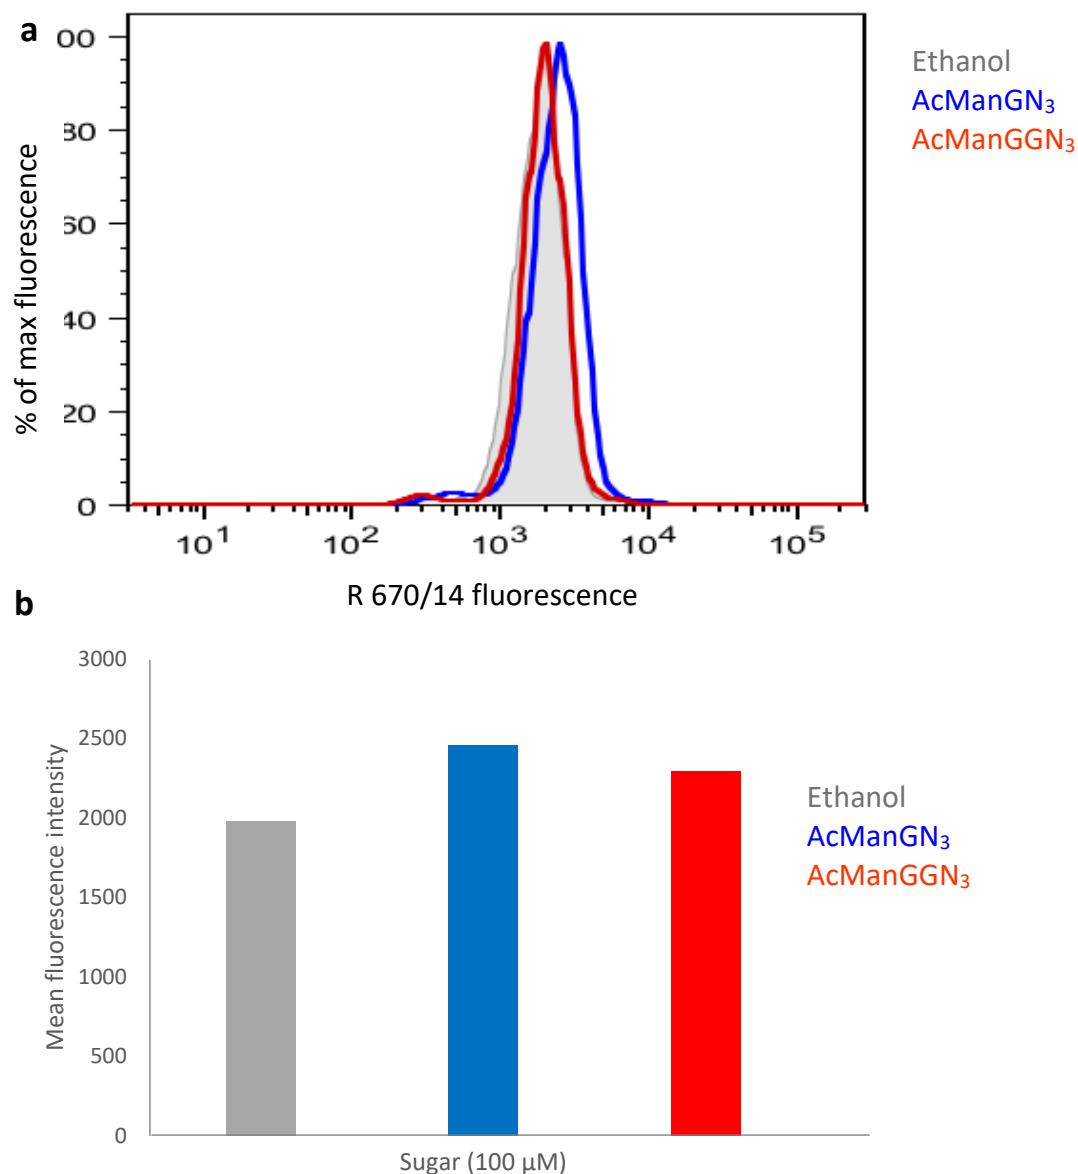 a
00
80
60
40
20
0
% of max fluorescence
10¹ 10² 10³ 10⁴ 10⁵
R 670/14 fluorescence
Ethanol
AcManGN₃
AcManGGN₃
b
3000
2500
2000
1500
1000
500
0
Mean fluorescence intensity
Sugar (100 µM)
Ethanol
AcManGN₃
AcManGGN₃